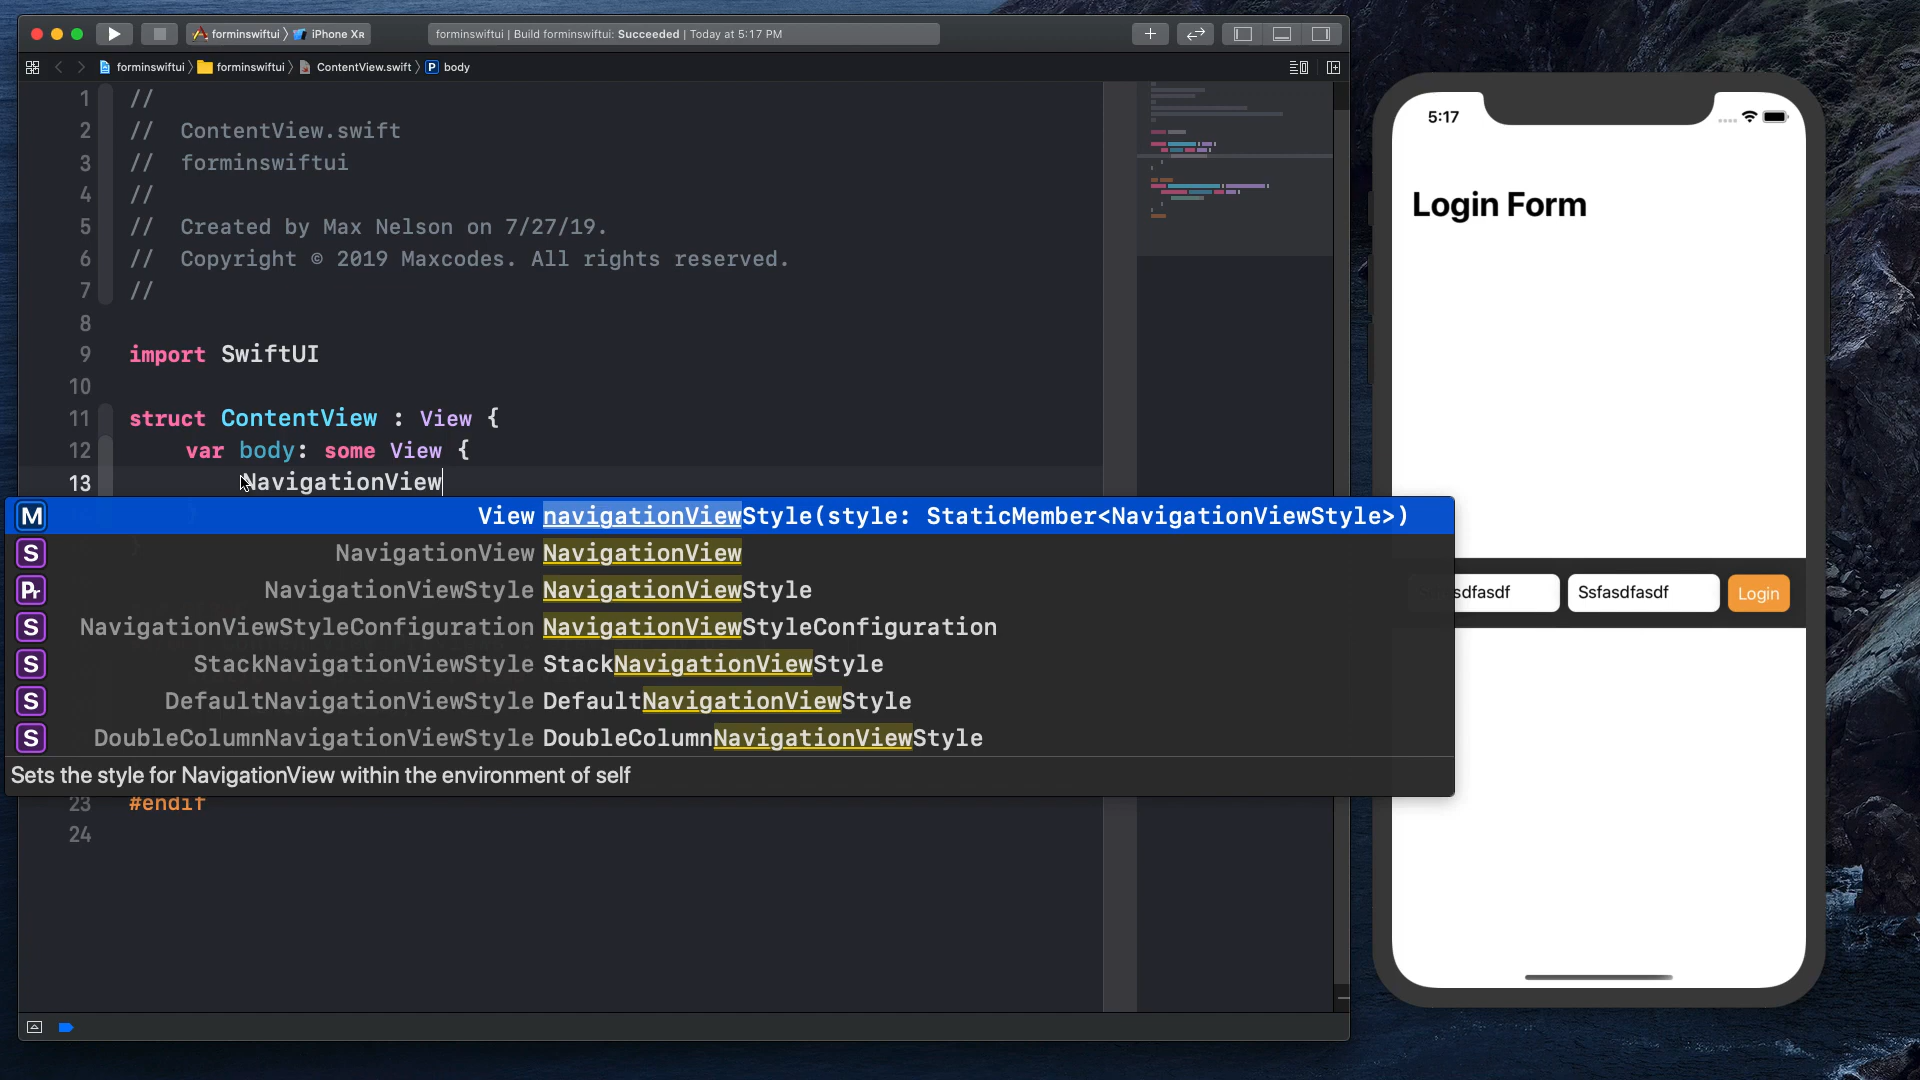 forminswiftui 〉 iPhone XR
forminswiftui | Build forminswiftui: Succeeded | Today at 5:17 PM
forminswiftui 〉 forminswiftui 〉 ContentView.swift 〉 P body
1 //
2 // ContentView.swift
3 // forminswiftui
4 //
5 // Created by Max Nelson on 7/27/19.
6 // Copyright © 2019 Maxcodes. All rights reserved.
7 //
8
9 import SwiftUI
10
11 struct ContentView : View {
12 var body: some View {
13 NavigationView
M View navigationViewStyle(style: StaticMember<NavigationViewStyle>)
S NavigationView NavigationView
Pr NavigationViewStyle NavigationViewStyle
S NavigationViewStyleConfiguration NavigationViewStyleConfiguration
S StackNavigationViewStyle StackNavigationViewStyle
S DefaultNavigationViewStyle DefaultNavigationViewStyle
S DoubleColumnNavigationViewStyle DoubleColumnNavigationViewStyle
Sets the style for NavigationView within the environment of self
23 #endif
24
5:17
Login Form
sdfasdf Ssfasdfasdf Login